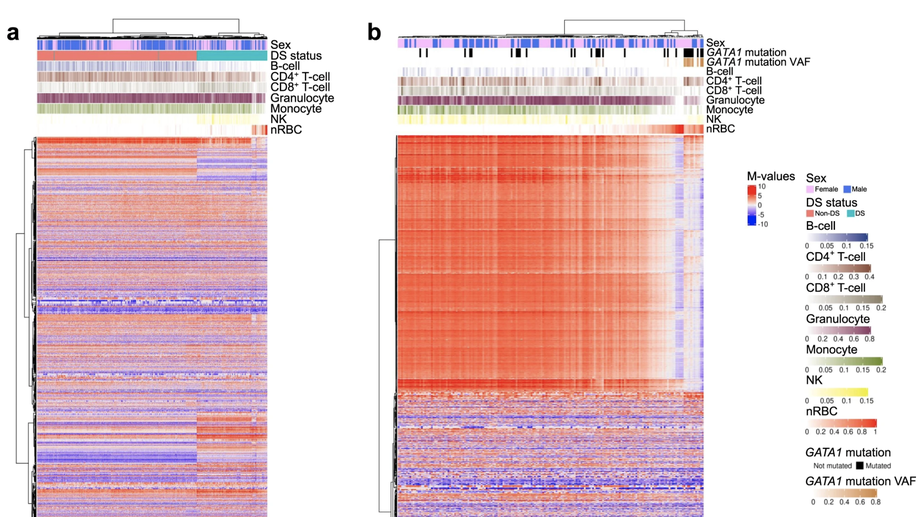 a
Sex
DS status
B-cell
CD4+ T-cell
CD8+ T-cell
Granulocyte
Monocyte
NK
nRBC
b
Sex
GATA1 mutation
GATA1 mutation VAF
B-cell
CD4+ T-cell
CD8+ T-cell
Granulocyte
Monocyte
NK
nRBC
M-values
10
5
0
-5
-10
Sex
Female Male
DS status
Non-DS DS
B-cell
0 0.05 0.1 0.15
CD4+ T-cell
0 0.1 0.2 0.3 0.4
CD8+ T-cell
0 0.05 0.1 0.15 0.2
Granulocyte
0 0.2 0.4 0.6 0.8
Monocyte
0 0.05 0.1 0.15 0.2
NK
0 0.05 0.1 0.15
nRBC
0 0.2 0.4 0.6 0.8 1
GATA1 mutation
Not mutated Mutated
GATA1 mutation VAF
0 0.2 0.4 0.6 0.8